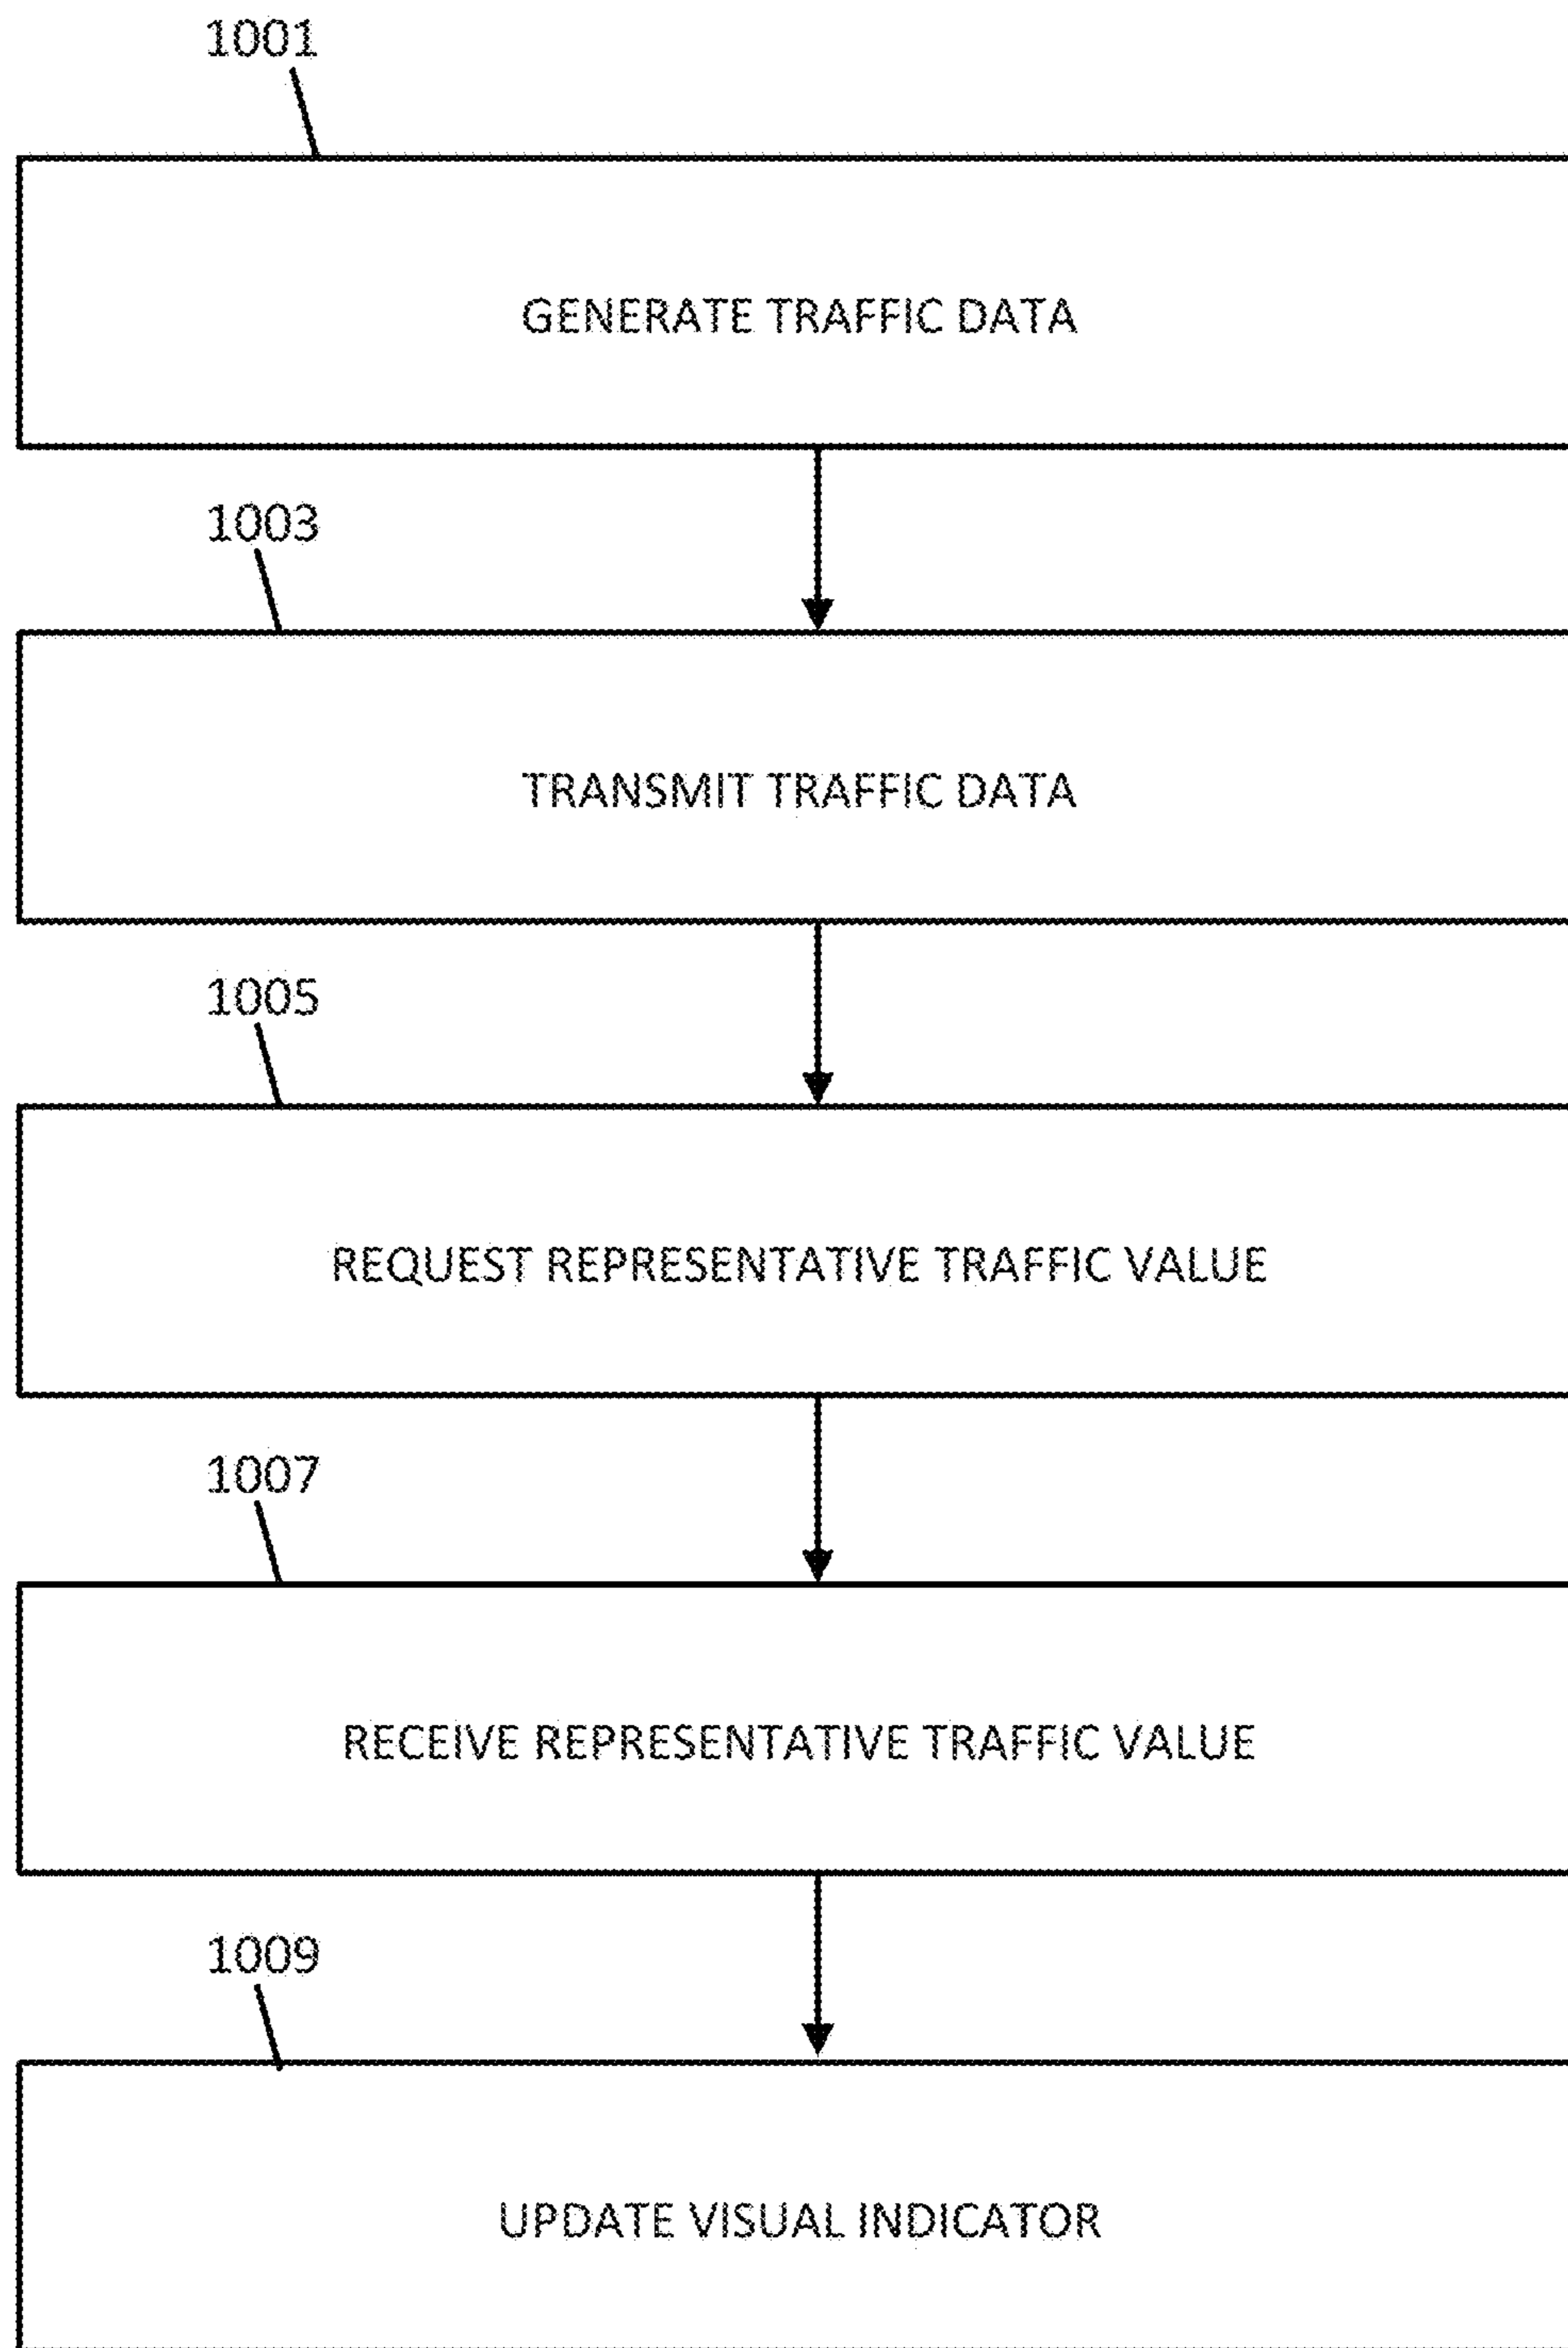 1001
GENERATE TRAFFIC DATA
1003
TRANSMIT TRAFFIC DATA
1005
REQUEST REPRESENTATIVE TRAFFIC VALUE
1007
RECEIVE REPRESENTATIVE TRAFFIC VALUE
1009
UPDATE VISUAL INDICATOR